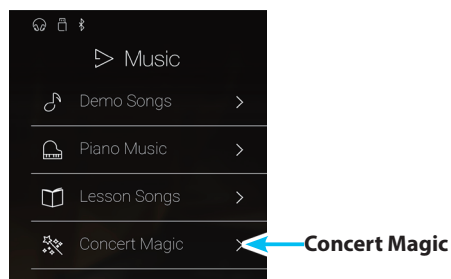 Music
Demo Songs
Piano Music
Lesson Songs
Concert Magic
Concert Magic